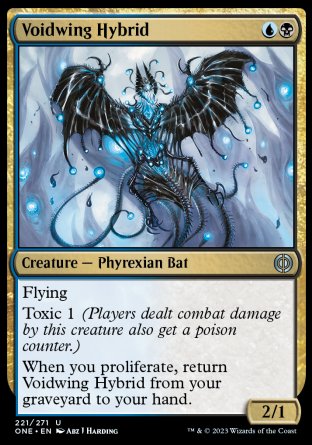 Voidwing Hybrid
Creature — Phyrexian Bat
Flying
Toxic 1 (Players dealt combat damage
by this creature also get a poison
counter.)
When you proliferate, return
Voidwing Hybrid from your
graveyard to your hand.
2/1
221/271 U
ONE • EN Abz J Harding
™ & © 2023 Wizards of the Coast